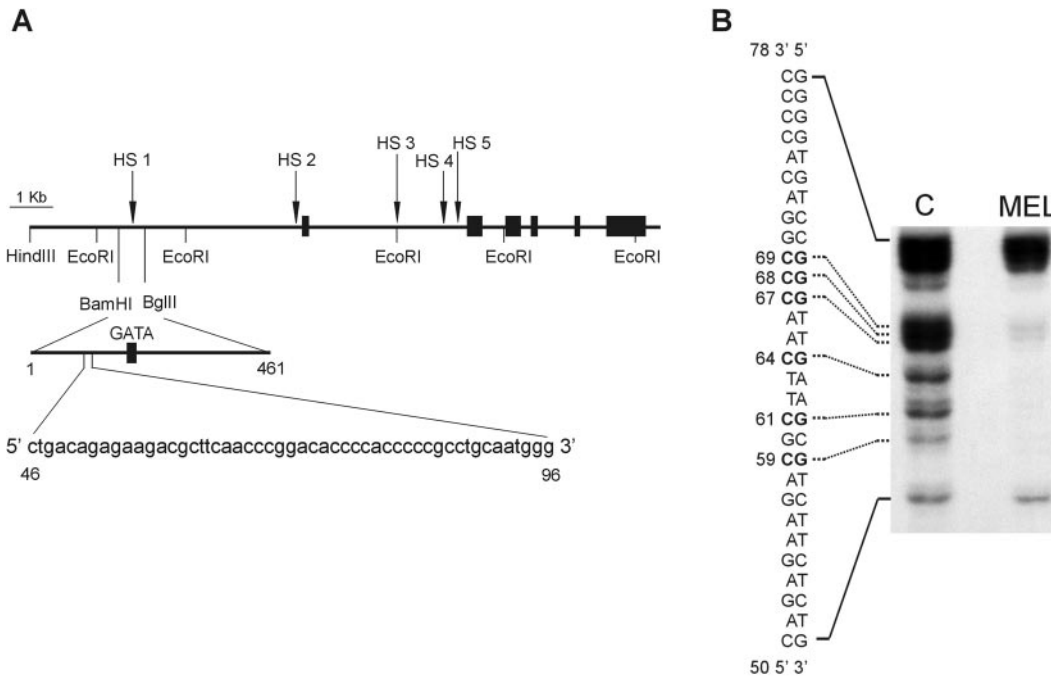 A
HS 1
HS 2
HS 3
HS 4
HS 5
1 Kb
HindIII
EcoRI
EcoRI
EcoRI
EcoRI
EcoRI
BamHI
BglII
GATA
1
461
5' ctgacagagaagacgcttcaacccggacaccccacccccgcctgcaatggg 3'
46
96
B
78 3' 5'
CG
CG
CG
CG
AT
CG
AT
GC
GC
69 CG
68 CG
67 CG
AT
AT
64 CG
TA
TA
61 CG
GC
59 CG
AT
GC
AT
AT
GC
AT
GC
AT
CG
50 5' 3'
C
MEL